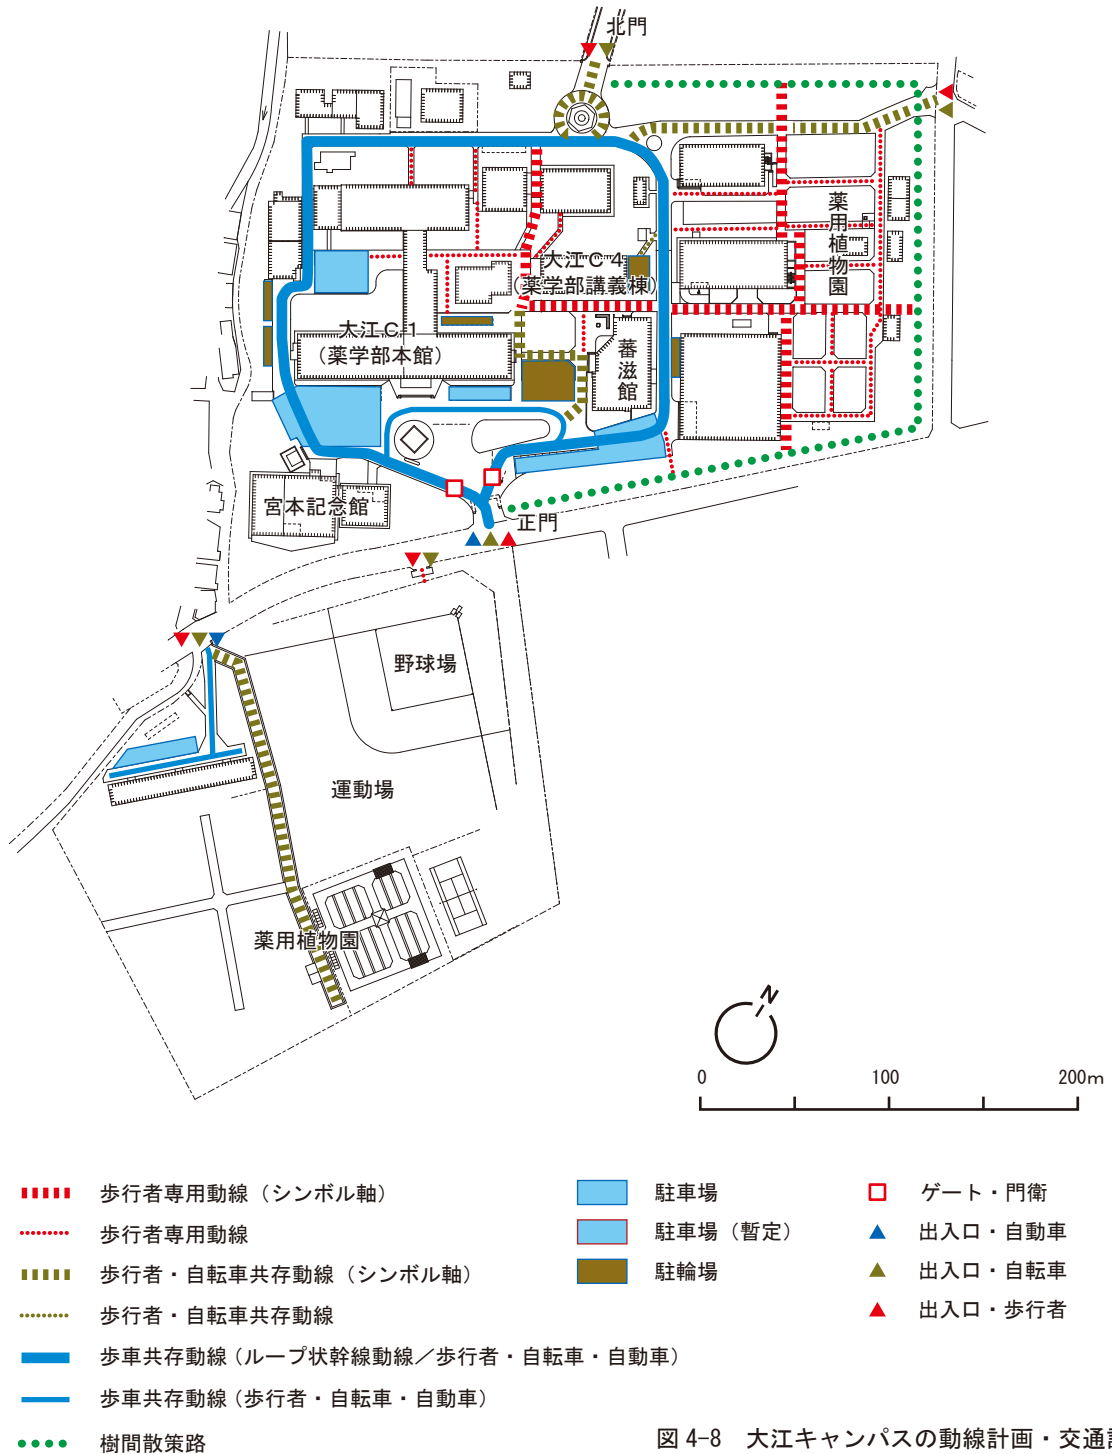 北門
薬用植物園
大江C4
(薬学部講義棟)
大江C1
(薬学部本館)
蕃滋館
宮本記念館
正門
野球場
運動場
薬用植物園
N
0 100 200m
歩行者専用動線（シンボル軸）
歩行者専用動線
歩行者・自転車共存動線（シンボル軸）
歩行者・自転車共存動線
歩車共存動線（ループ状幹線動線／歩行者・自転車・自動車）
歩車共存動線（歩行者・自転車・自動車）
樹間散策路
駐車場
駐車場（暫定）
駐輪場
ゲート・門衛
出入口・自動車
出入口・自転車
出入口・歩行者
図 4-8 大江キャンパスの動線計画・交通